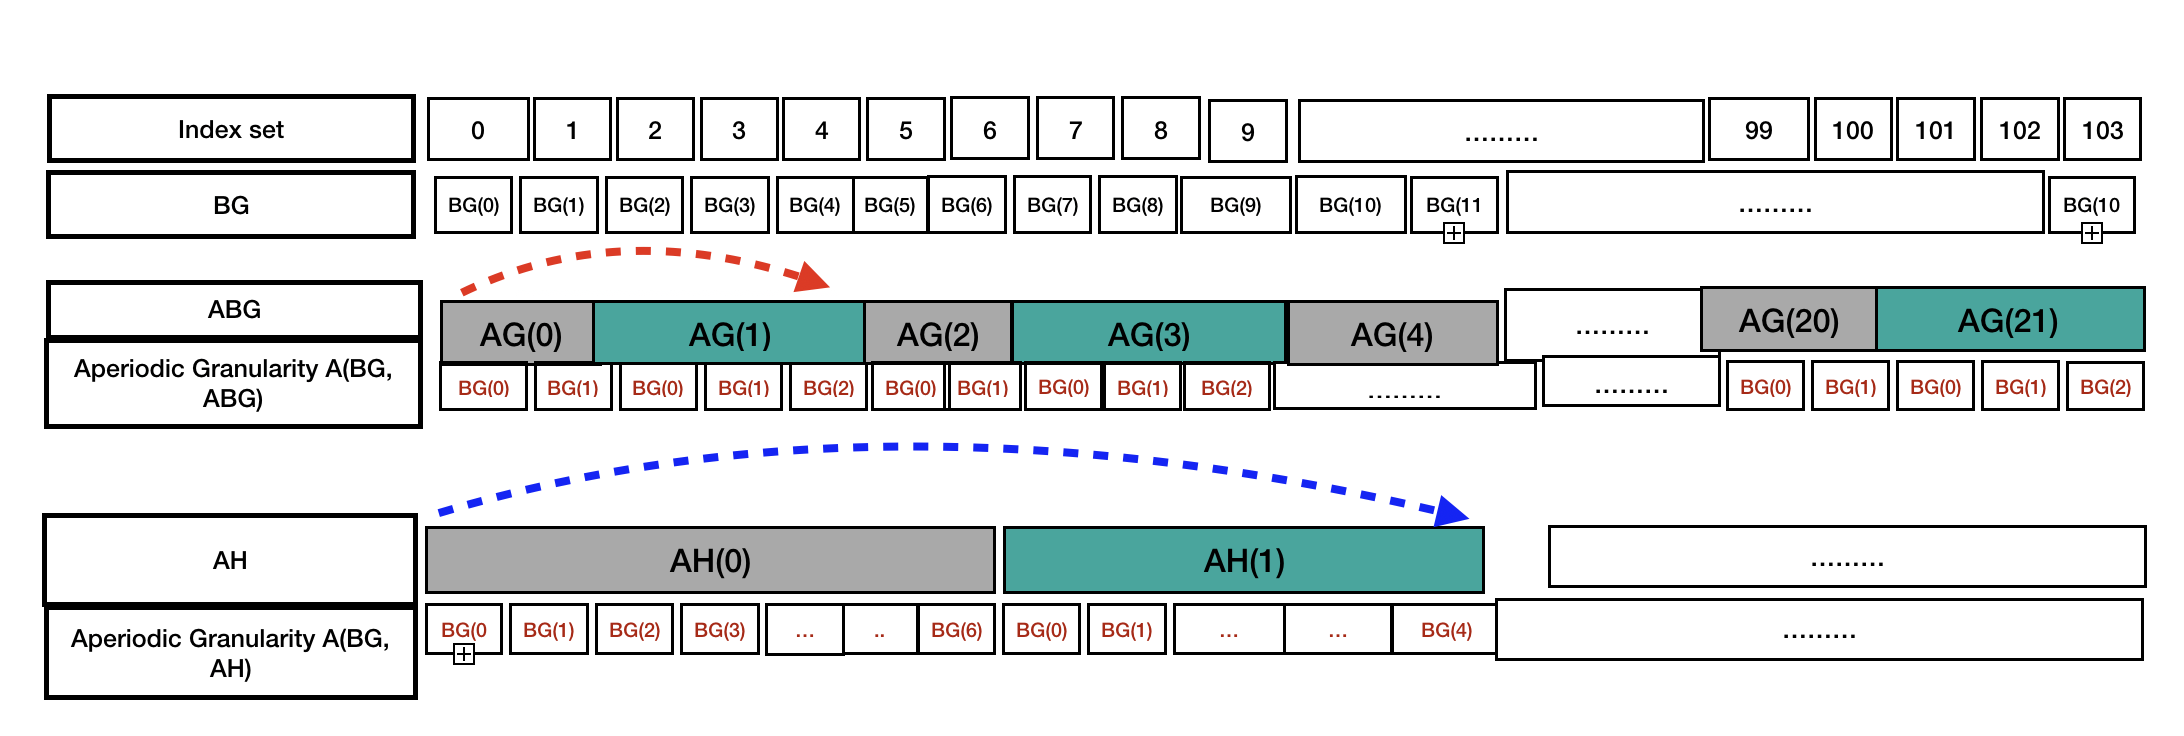 Index set 0 1 2 3 4 5 6 7 8 9 ......... 99 100 101 102 103
BG BG(0) BG(1) BG(2) BG(3) BG(4) BG(5) BG(6) BG(7) BG(8) BG(9) BG(10) BG(11 ......... BG(10
ABG AG(0) AG(1) AG(2) AG(3) AG(4) ......... AG(20) AG(21)
Aperiodic Granularity A(BG,
ABG) BG(0) BG(1) BG(0) BG(1) BG(2) BG(0) BG(1) BG(0) BG(1) BG(2) ......... ......... BG(0) BG(1) BG(0) BG(1) BG(2)
AH AH(0) AH(1) .........
Aperiodic Granularity A(BG,
AH) BG(0 BG(1) BG(2) BG(3) ... .. BG(6) BG(0) BG(1) ... ... BG(4) .........